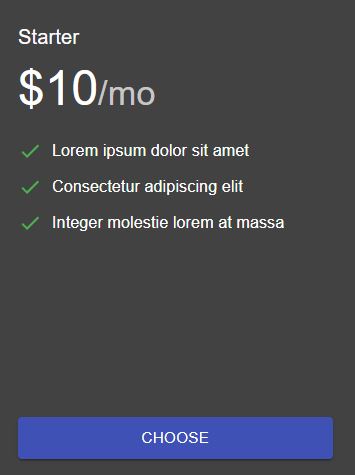 Starter
$10/mo
Lorem ipsum dolor sit amet
Consectetur adipiscing elit
Integer molestie lorem at massa
CHOOSE